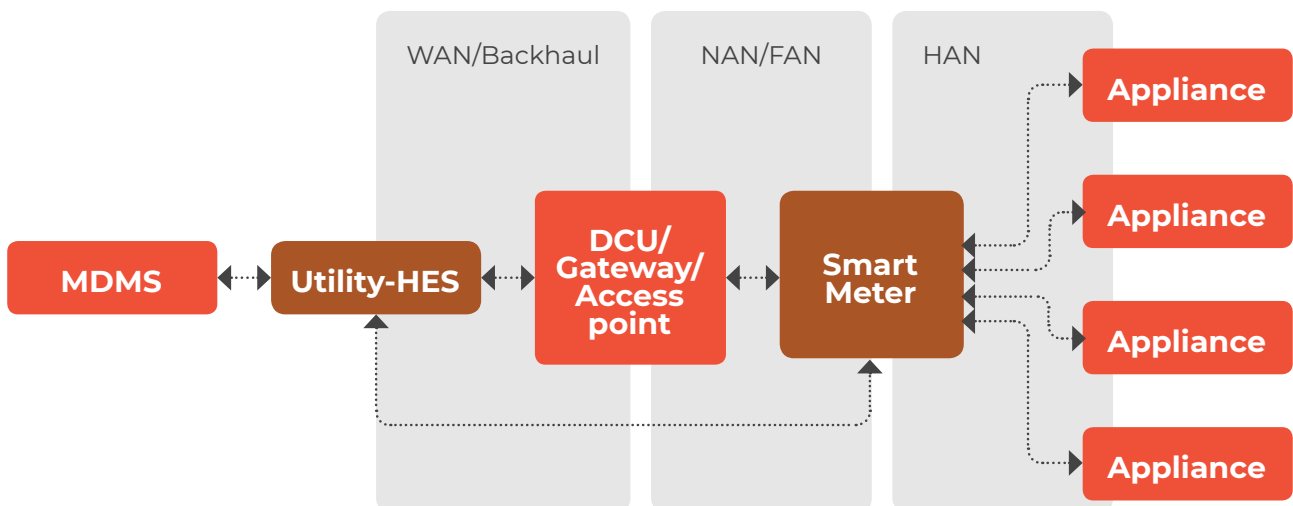 WAN/Backhaul
NAN/FAN
HAN
MDMS
Utility-HES
DCU/
Gateway/
Access
point
Smart
Meter
Appliance
Appliance
Appliance
Appliance